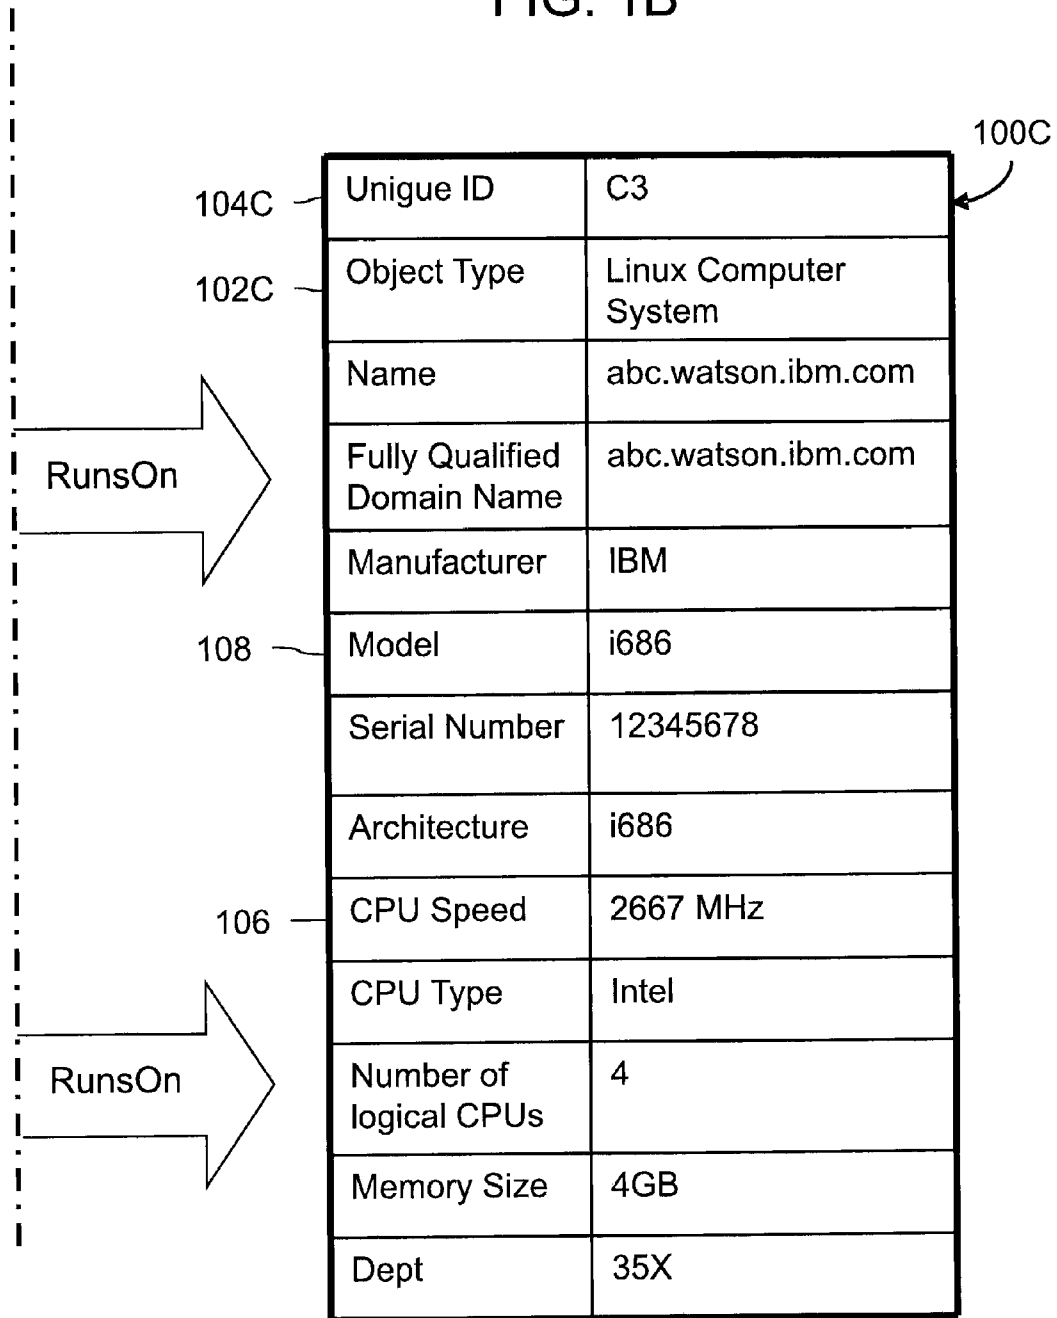 FIG. 1B
100C
104C
Unigue ID
C3
102C
Object Type
Linux Computer
System
Name
abc.watson.ibm.com
RunsOn
Fully Qualified
Domain Name
abc.watson.ibm.com
Manufacturer
IBM
108
Model
i686
Serial Number
12345678
Architecture
i686
106
CPU Speed
2667 MHz
CPU Type
Intel
RunsOn
Number of
logical CPUs
4
Memory Size
4GB
Dept
35X